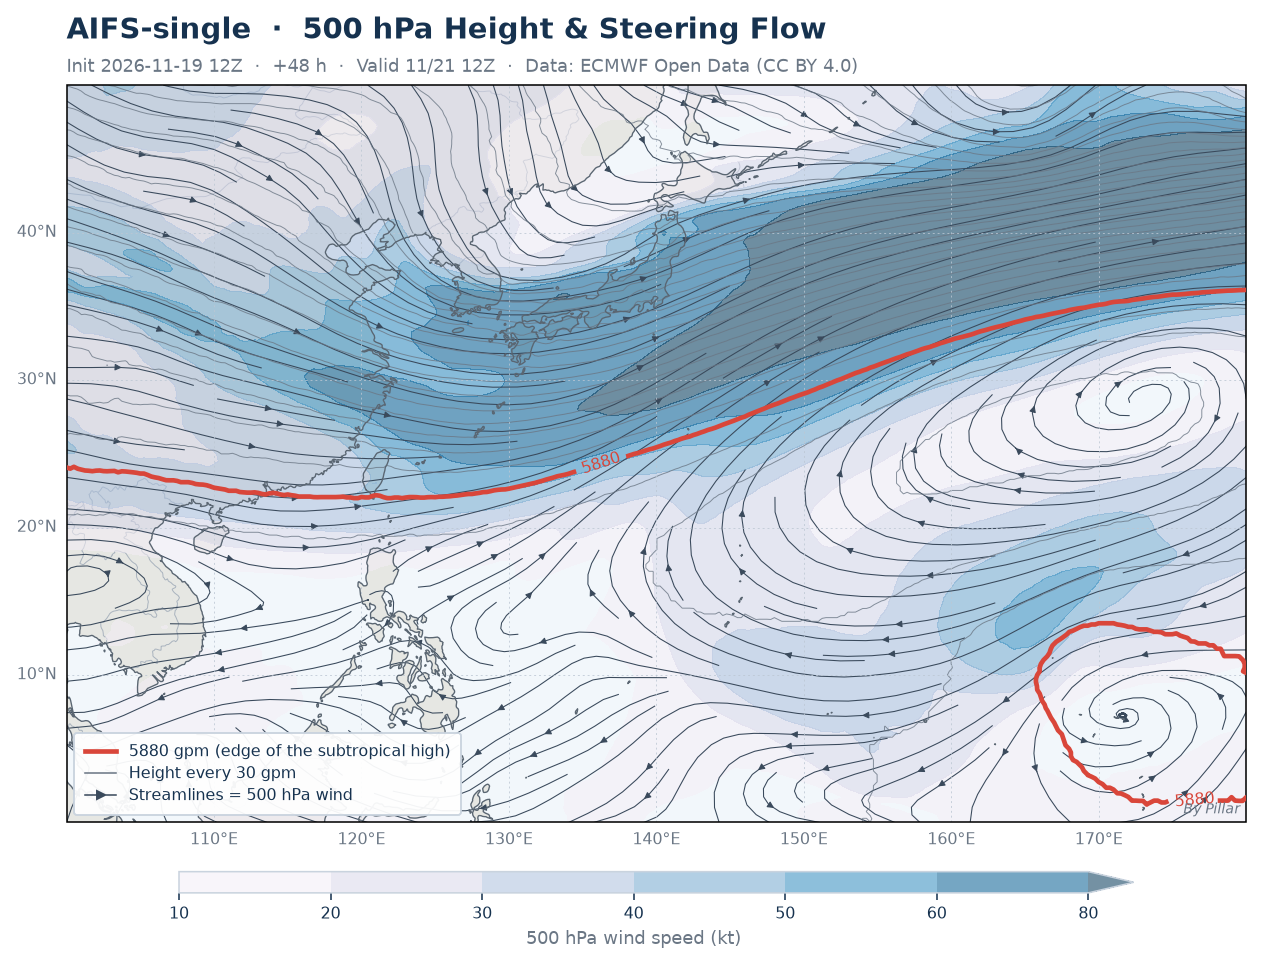 AIFS-single · 500 hPa Height & Steering Flow
Init 2026-11-19 12Z · +48 h · Valid 11/21 12Z · Data: ECMWF Open Data (CC BY 4.0)
40°N
30°N
20°N
10°N
5880
5880
5880 gpm (edge of the subtropical high)
Height every 30 gpm
Streamlines = 500 hPa wind
By Pillar
110°E 120°E 130°E 140°E 150°E 160°E 170°E
10 20 30 40 50 60 80
500 hPa wind speed (kt)